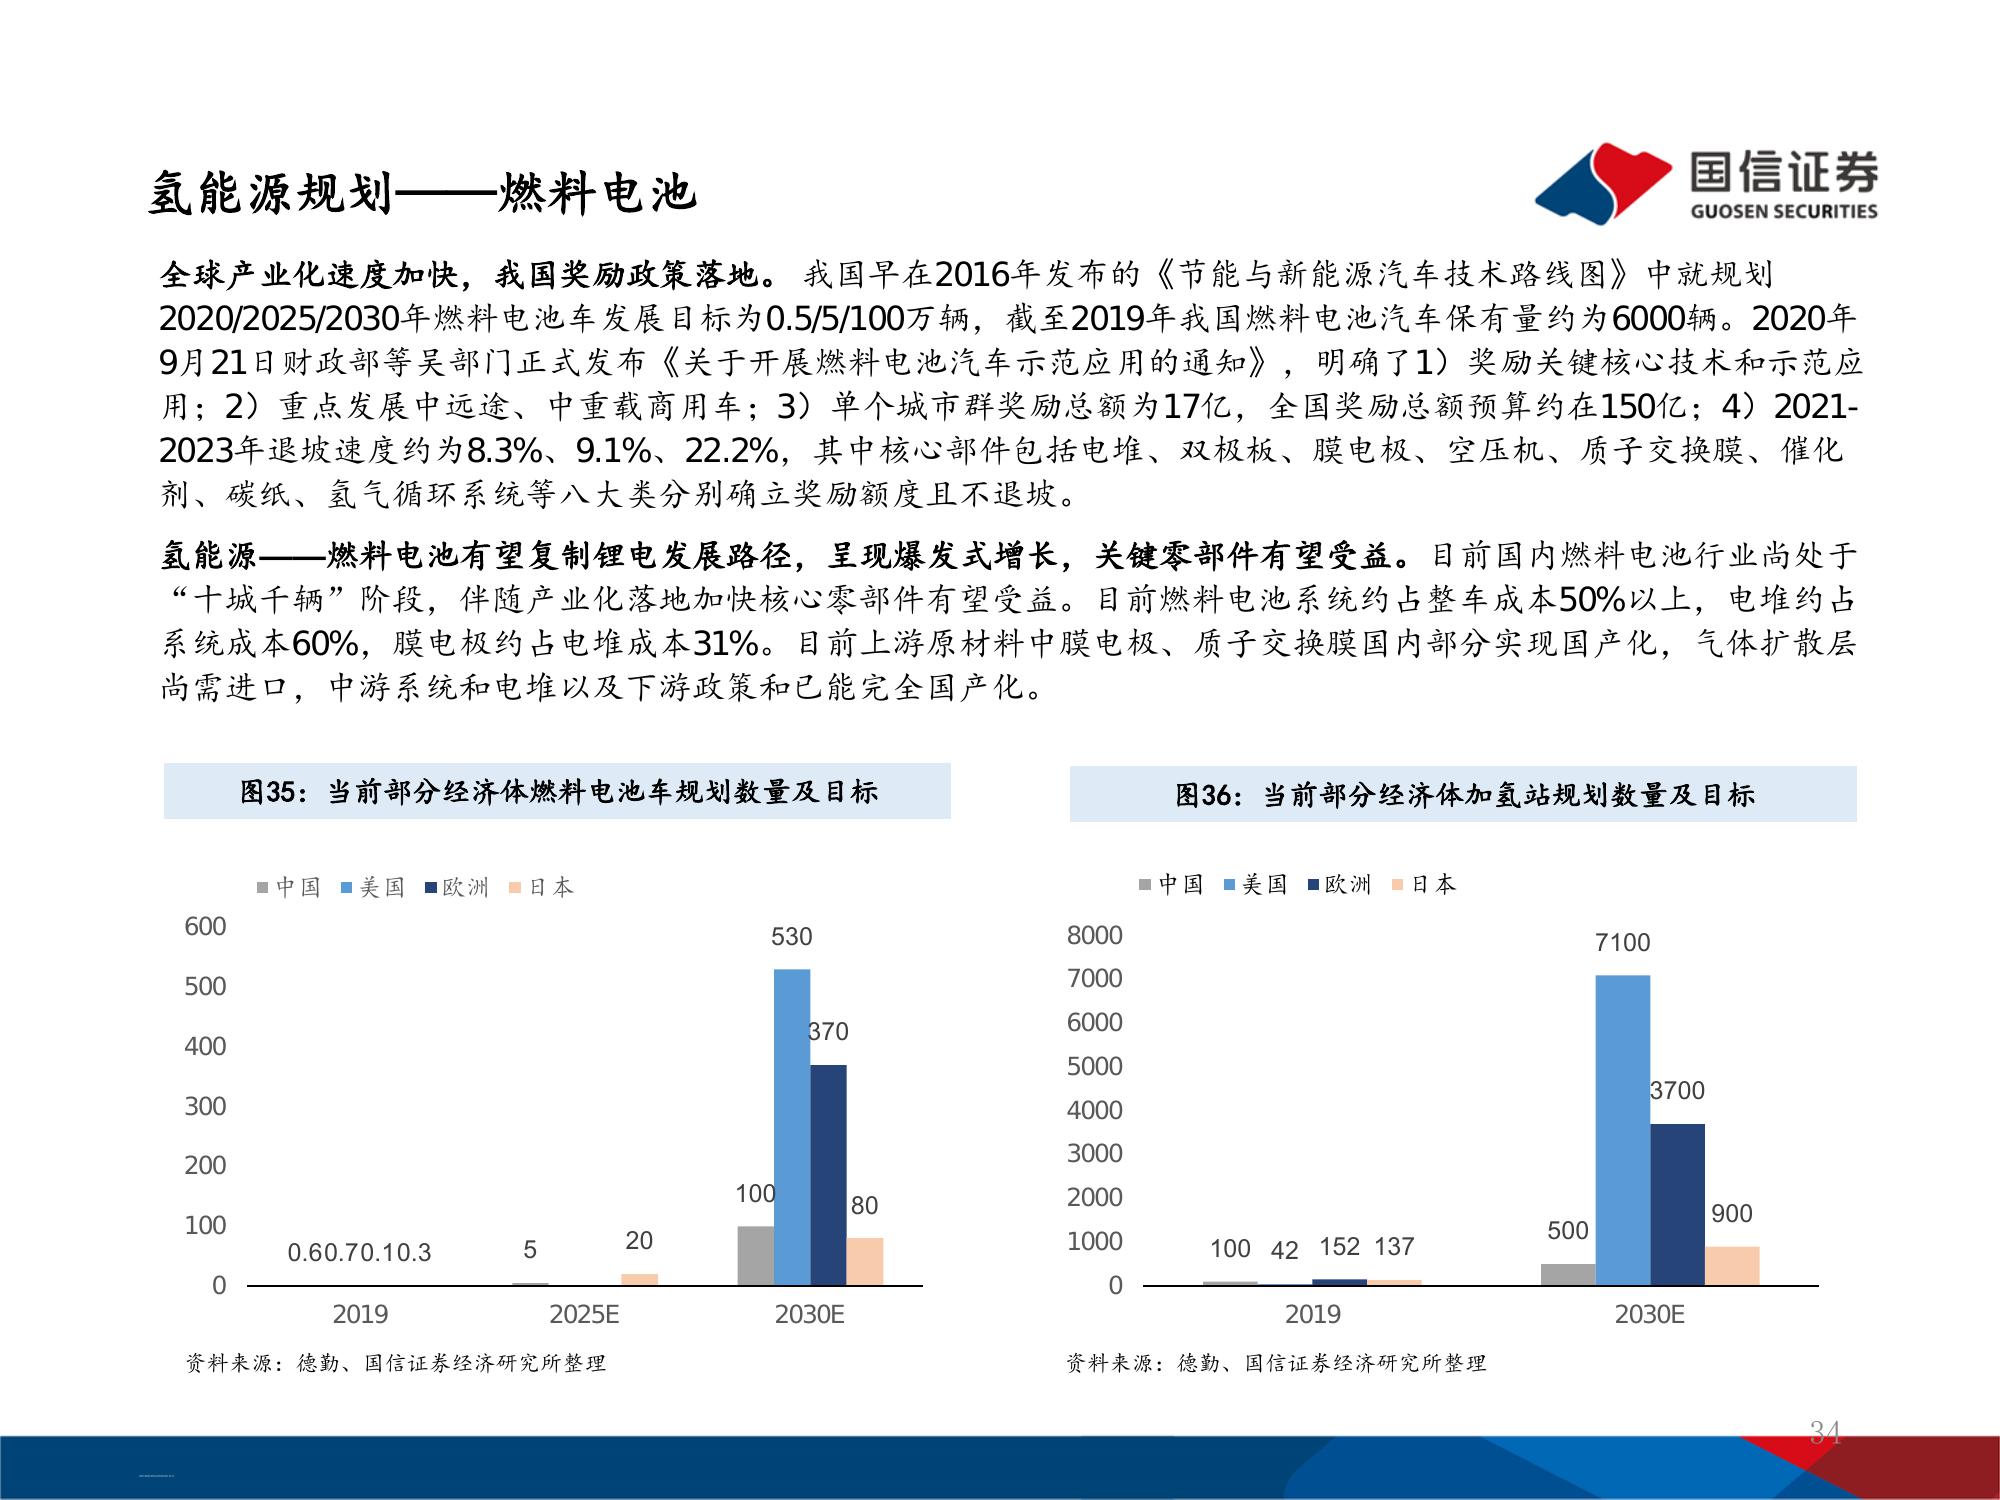 氢能源规划——燃料电池
国信证券
GUOSEN SECURITIES
全球产业化速度加快，我国奖励政策落地。 我国早在2016年发布的《节能与新能源汽车技术路线图》中就规划
2020/2025/2030年燃料电池车发展目标为0.5/5/100万辆，截至2019年我国燃料电池汽车保有量约为6000辆。2020年
9月21日财政部等吴部门正式发布《关于开展燃料电池汽车示范应用的通知》，明确了1）奖励关键核心技术和示范应
用；2）重点发展中远途、中重载商用车；3）单个城市群奖励总额为17亿，全国奖励总额预算约在150亿；4）2021-
2023年退坡速度约为8.3%、9.1%、22.2%，其中核心部件包括电堆、双极板、膜电极、空压机、质子交换膜、催化
剂、碳纸、氢气循环系统等八大类分别确立奖励额度且不退坡。
氢能源——燃料电池有望复制锂电发展路径，呈现爆发式增长，关键零部件有望受益。目前国内燃料电池行业尚处于
“十城千辆”阶段，伴随产业化落地加快核心零部件有望受益。目前燃料电池系统约占整车成本50%以上，电堆约占
系统成本60%，膜电极约占电堆成本31%。目前上游原材料中膜电极、质子交换膜国内部分实现国产化，气体扩散层
尚需进口，中游系统和电堆以及下游政策和已能完全国产化。
图35：当前部分经济体燃料电池车规划数量及目标
中国 美国 欧洲 日本
600
500
400
300
200
100
0
0.6 0.7 0.1 0.3
5
20
100
530
370
80
2019 2025E 2030E
资料来源：德勤、国信证券经济研究所整理
图36：当前部分经济体加氢站规划数量及目标
中国 美国 欧洲 日本
8000
7000
6000
5000
4000
3000
2000
1000
0
100 42 152 137
500
7100
3700
900
2019 2030E
资料来源：德勤、国信证券经济研究所整理
34